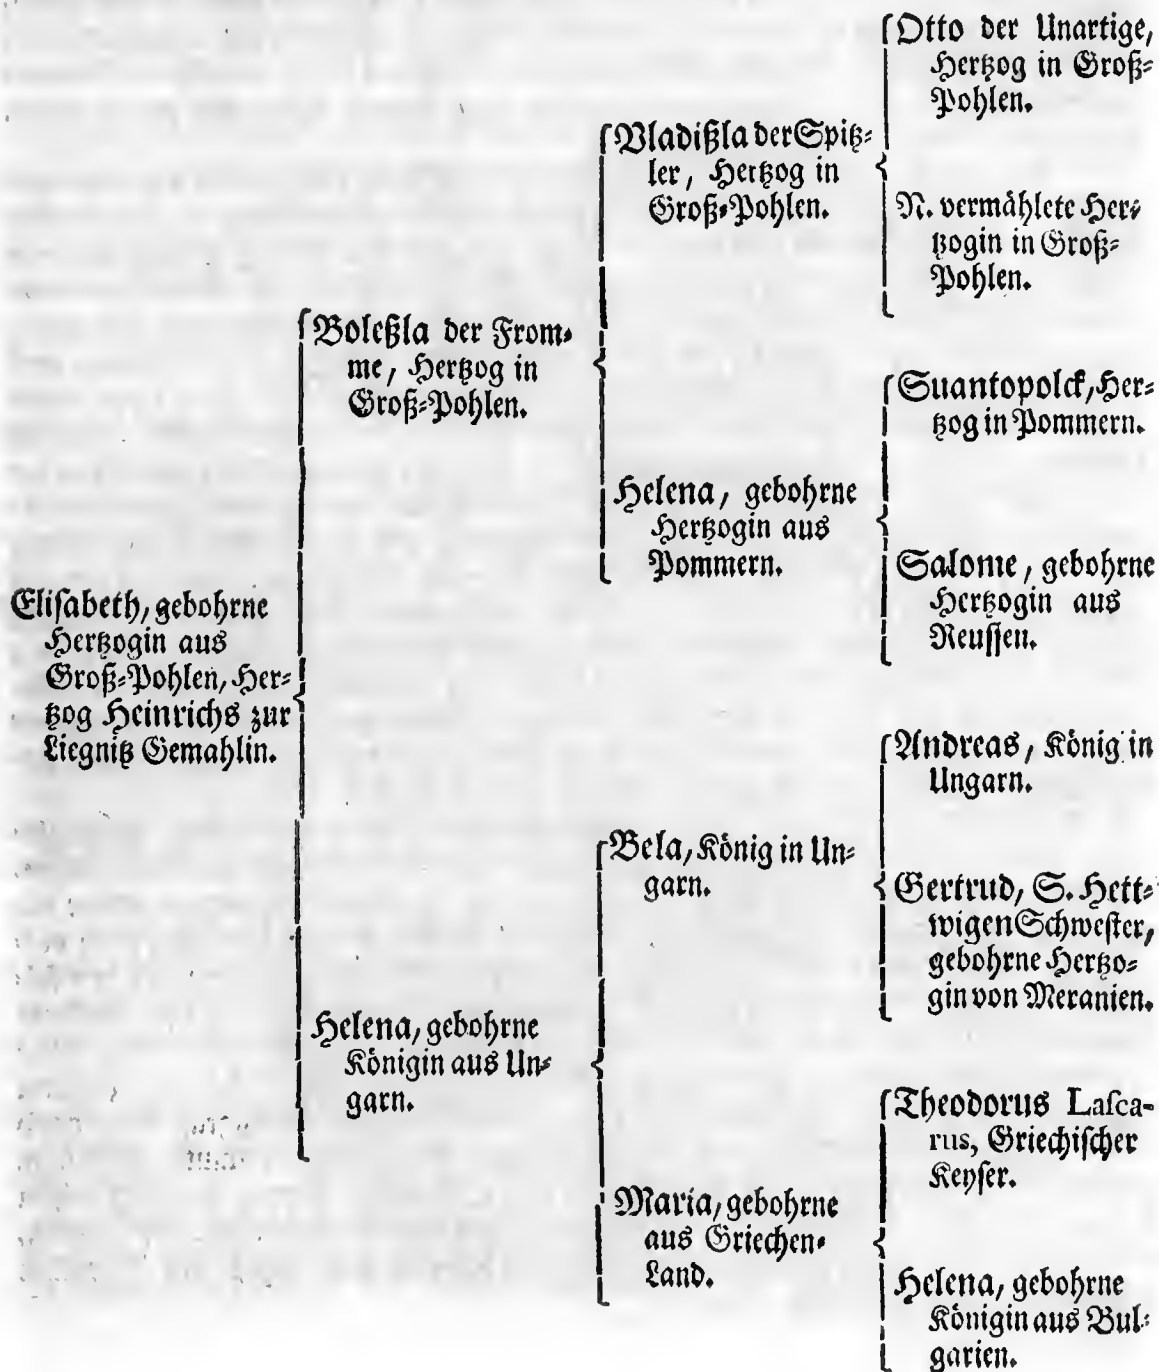 Elisabeth, gebohrne
Hertzogin aus
Groß-Pohlen, Her-
tzog Heinrichs zur
Liegnitz Gemahlin.
Boleßla der From-
me, Hertzog in
Groß-Pohlen.
Vladißla der Spitz-
ler, Hertzog in
Groß-Pohlen.
Otto der Unartige,
Hertzog in Groß-
Pohlen.
N. vermählete Her-
tzogin in Groß-
Pohlen.
Helena, gebohrne
Hertzogin aus
Pommern.
Suantopolck, Her-
tzog in Pommern.
Salome, gebohrne
Hertzogin aus
Reussen.
Helena, gebohrne
Königin aus Un-
garn.
Bela, König in Un-
garn.
Andreas, König in
Ungarn.
Gertrud, S. Hett-
wigen Schwester,
gebohrne Hertzo-
gin von Meranien.
Maria, gebohrne
aus Griechen-
Land.
Theodorus Lasca-
rus, Griechischer
Keyser.
Helena, gebohrne
Königin aus Bul-
garien.